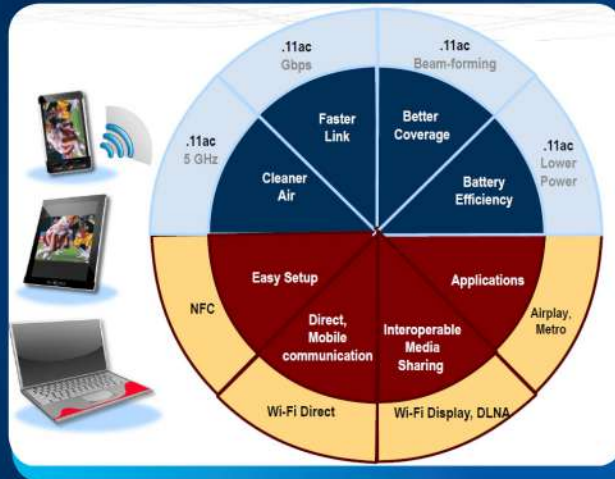 .11ac
Gbps
.11ac
Beam-forming
.11ac
5 GHz
.11ac
Lower
Power
Faster
Link
Better
Coverage
Cleaner
Air
Battery
Efficiency
Easy Setup
Applications
Direct,
Mobile
communication
Interoperable
Media
Sharing
NFC
Airplay,
Metro
Wi-Fi Direct
Wi-Fi Display, DLNA